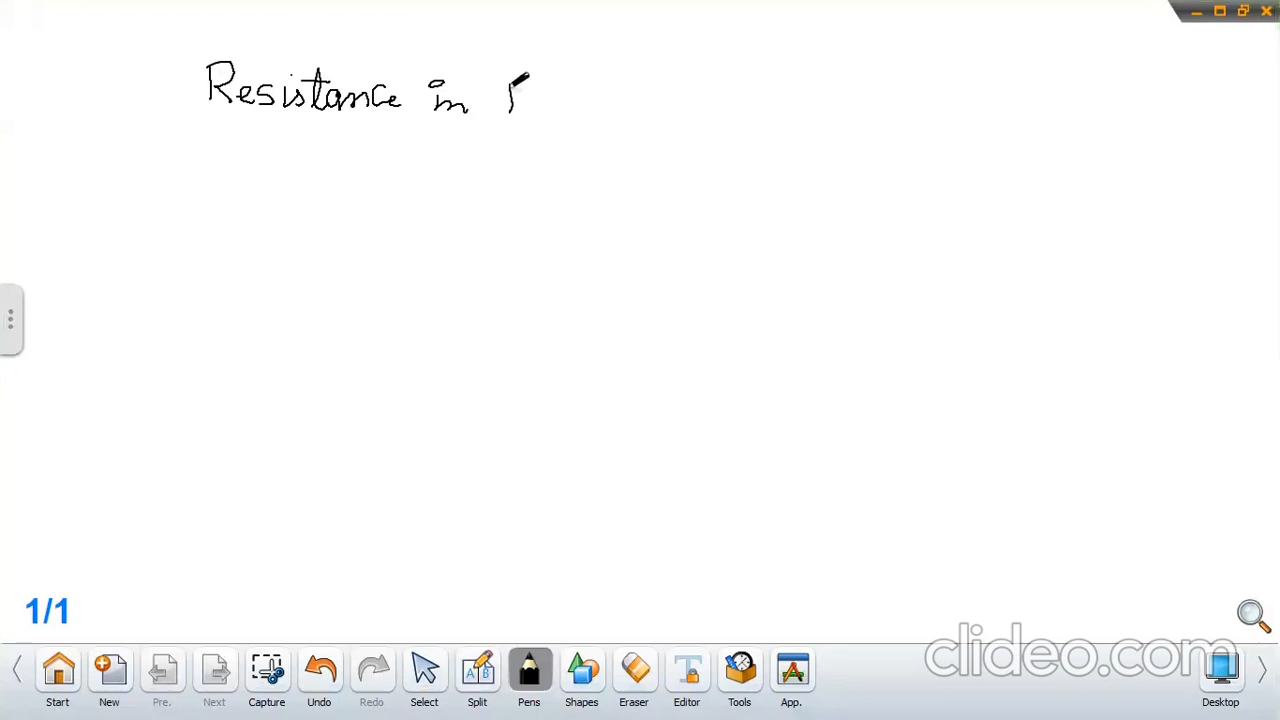 Resistance in
1/1
clideo.com
Start
New
Pre.
Next
Capture
Undo
Redo
Select
Split
Pens
Shapes
Eraser
Editor
Tools
App.
Desktop